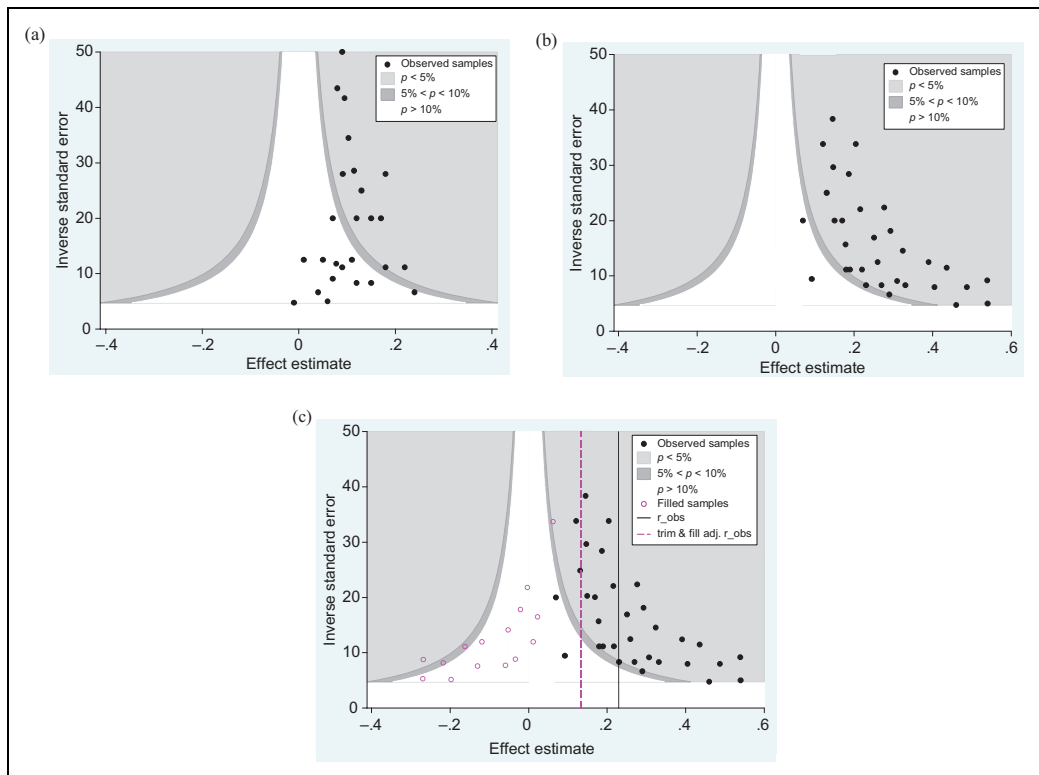 (a)
50
40
30
20
10
0
Inverse standard error
Observed samples
p < 5%
5% < p < 10%
p > 10%
–.4
–.2
0
.2
.4
Effect estimate
(b)
50
40
30
20
10
0
Inverse standard error
Observed samples
p < 5%
5% < p < 10%
p > 10%
–.4
–.2
0
.2
.4
.6
Effect estimate
(c)
50
40
30
20
10
0
Inverse standard error
Observed samples
p < 5%
5% < p < 10%
p > 10%
Filled samples
r_obs
trim & fill adj. r_obs
–.4
–.2
0
.2
.4
.6
Effect estimate